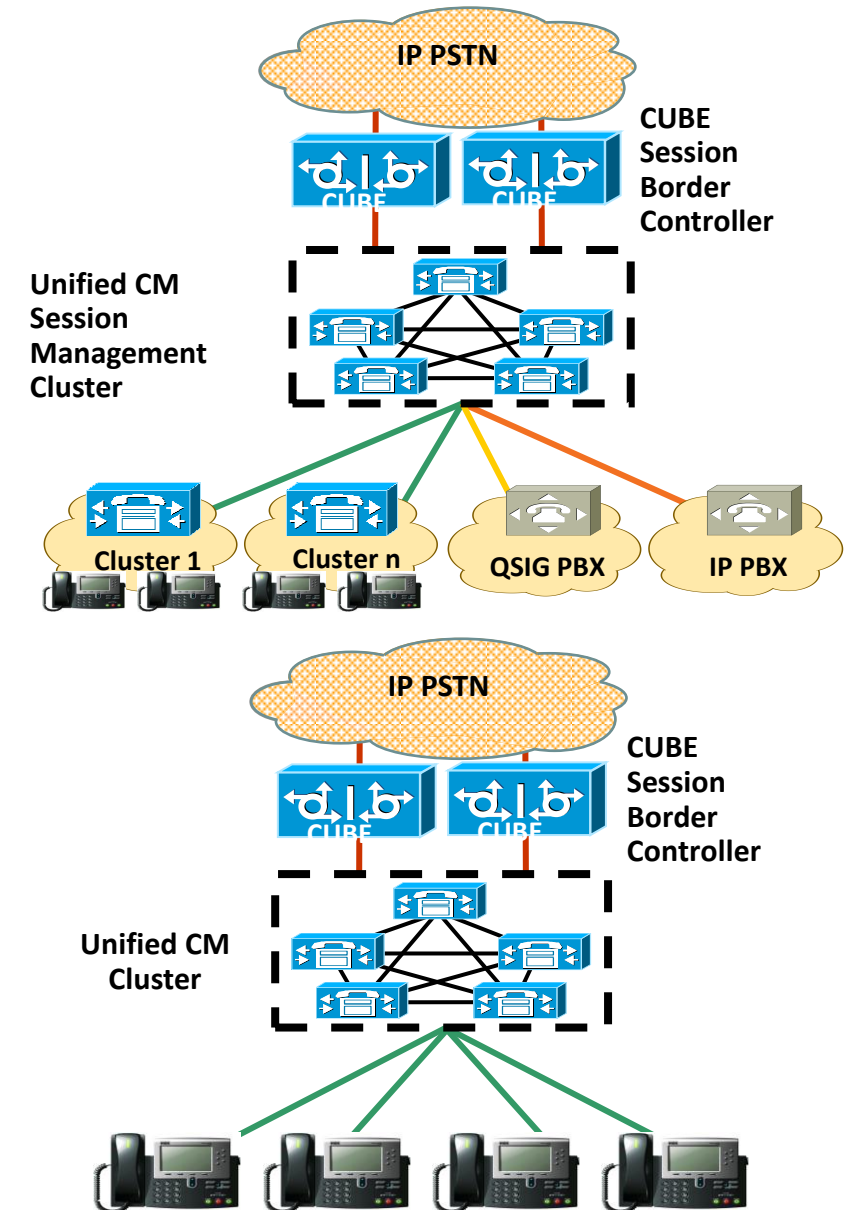 IP PSTN
CUBE
Session
Border
Controller
CUBE
CUBE
Unified CM
Session
Management
Cluster
Cluster 1
Cluster n
QSIG PBX
IP PBX
IP PSTN
CUBE
Session
Border
Controller
CUBE
CUBE
Unified CM
Cluster